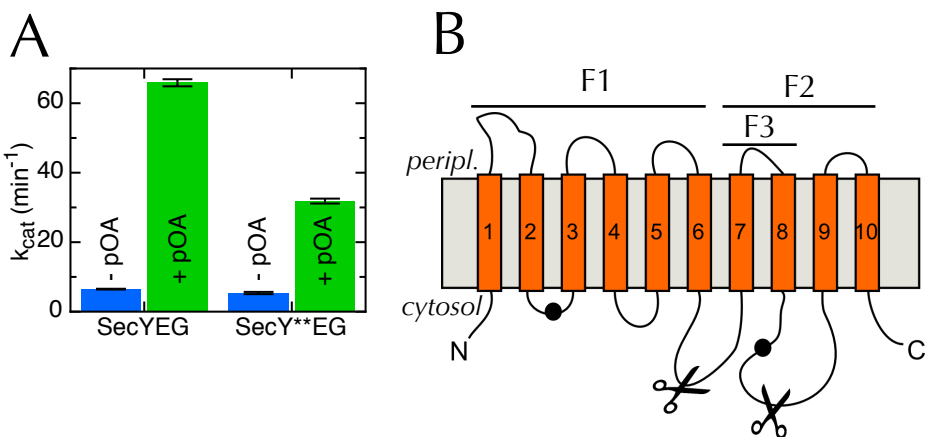 A
k_cat (min⁻¹)
60
40
20
0
- pOA
+ pOA
- pOA
+ pOA
SecYEG
SecY**EG
B
F1
F2
F3
peripl.
1
2
3
4
5
6
7
8
9
10
cytosol
N
C